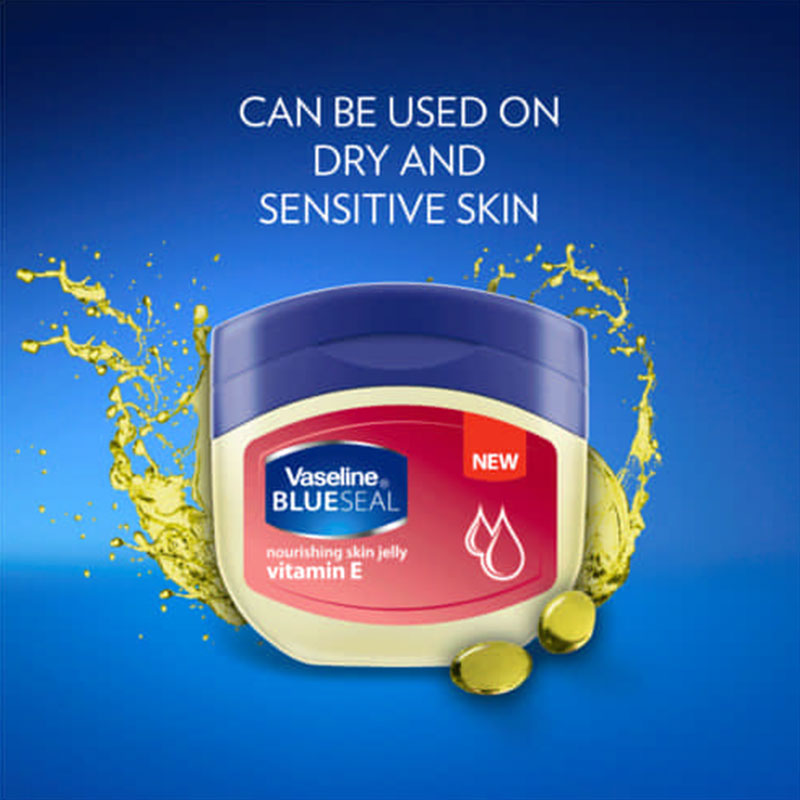 CAN BE USED ON
DRY AND
SENSITIVE SKIN
NEW
Vaseline®
BLUESEAL
nourishing skin jelly
vitamin E